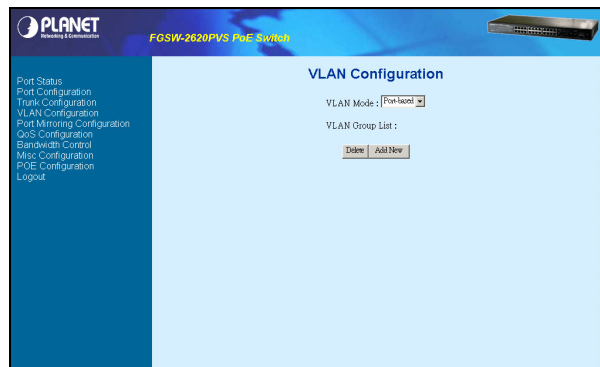 PLANET
Networking & Communication
FGSW-2620PVS PoE Switch
Port Status
Port Configuration
Trunk Configuration
VLAN Configuration
Port Mirroring Configuration
QoS Configuration
Bandwidth Control
Misc Configuration
POE Configuration
Logout
VLAN Configuration
VLAN Mode : Port-based
VLAN Group List :
Delete Add New